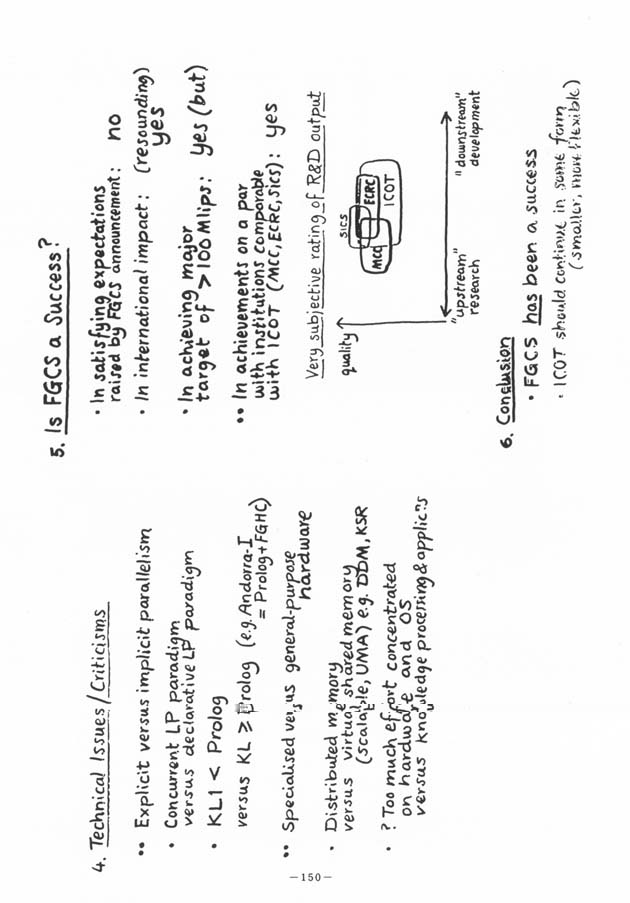 4. Technical Issues/Criticisms
•• Explicit versus implicit parallelism
• Concurrent LP paradigm
versus declarative LP paradigm
• KL1 < Prolog
versus KL ≥ Prolog (e.g. Andorra-I
= Prolog+FGHC)
•• Specialised versus general-purpose
hardware
• Distributed memory
versus virtual shared memory
(scalable, UMA) e.g. DDM, KSR
• ? Too much effort concentrated
on hardware and OS
versus knowledge processing & applic'ns
5. Is FGCS a Success?
• In satisfying expectations
raised by FGCS announcement: no
• In international impact: (resounding)
yes
• In achieving major
target of >100 Mlips: yes (but)
•• In achievements on a par
with institutions comparable
with ICOT (MCC, ECRC, SICS): yes
Very subjective rating of R&D output
quality
SICS
MCC
ECRC
ICOT
"upstream"
research
"downstream"
development
6. Conclusion
• FGCS has been a success
• ICOT should continue in some form
(smaller, more flexible)
—150—